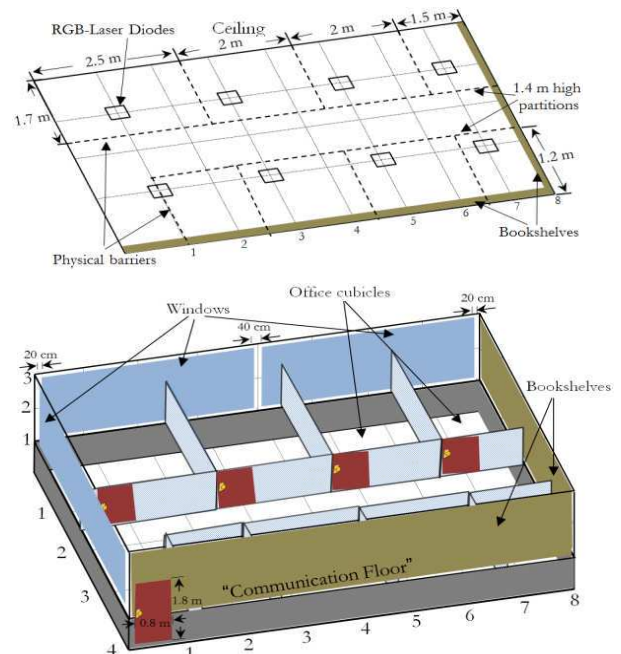 RGB-Laser Diodes
Ceiling
2.5 m
2 m
2 m
1.5 m
1.7 m
1.4 m high
partitions
1.2 m
1
2
3
4
5
6
7
8
Physical barriers
Bookshelves
Windows
Office cubicles
20 cm
40 cm
20 cm
Bookshelves
3
2
1
1
2
3
4
"Communication Floor"
1.8 m
0.8 m
1
2
3
4
5
6
7
8